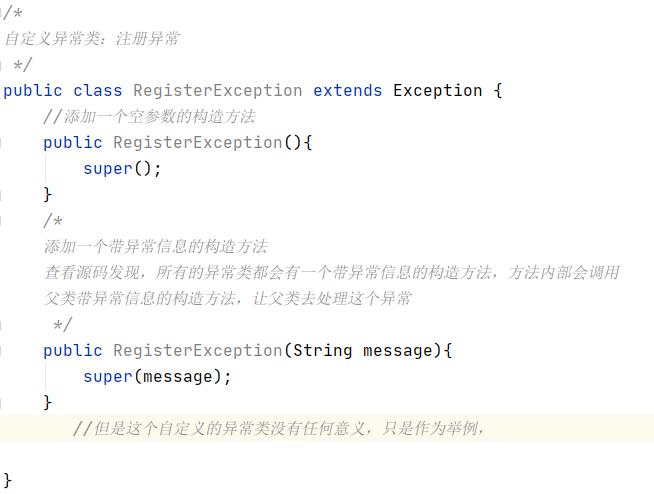 /*
自定义异常类：注册异常
*/
public class RegisterException extends Exception {
//添加一个空参数的构造方法
public RegisterException(){
super();
}
/*
添加一个带异常信息的构造方法
查看源码发现，所有的异常类都会有一个带异常信息的构造方法，方法内部会调用
父类带异常信息的构造方法，让父类去处理这个异常
*/
public RegisterException(String message){
super(message);
}
//但是这个自定义的异常类没有任何意义，只是作为举例，
}